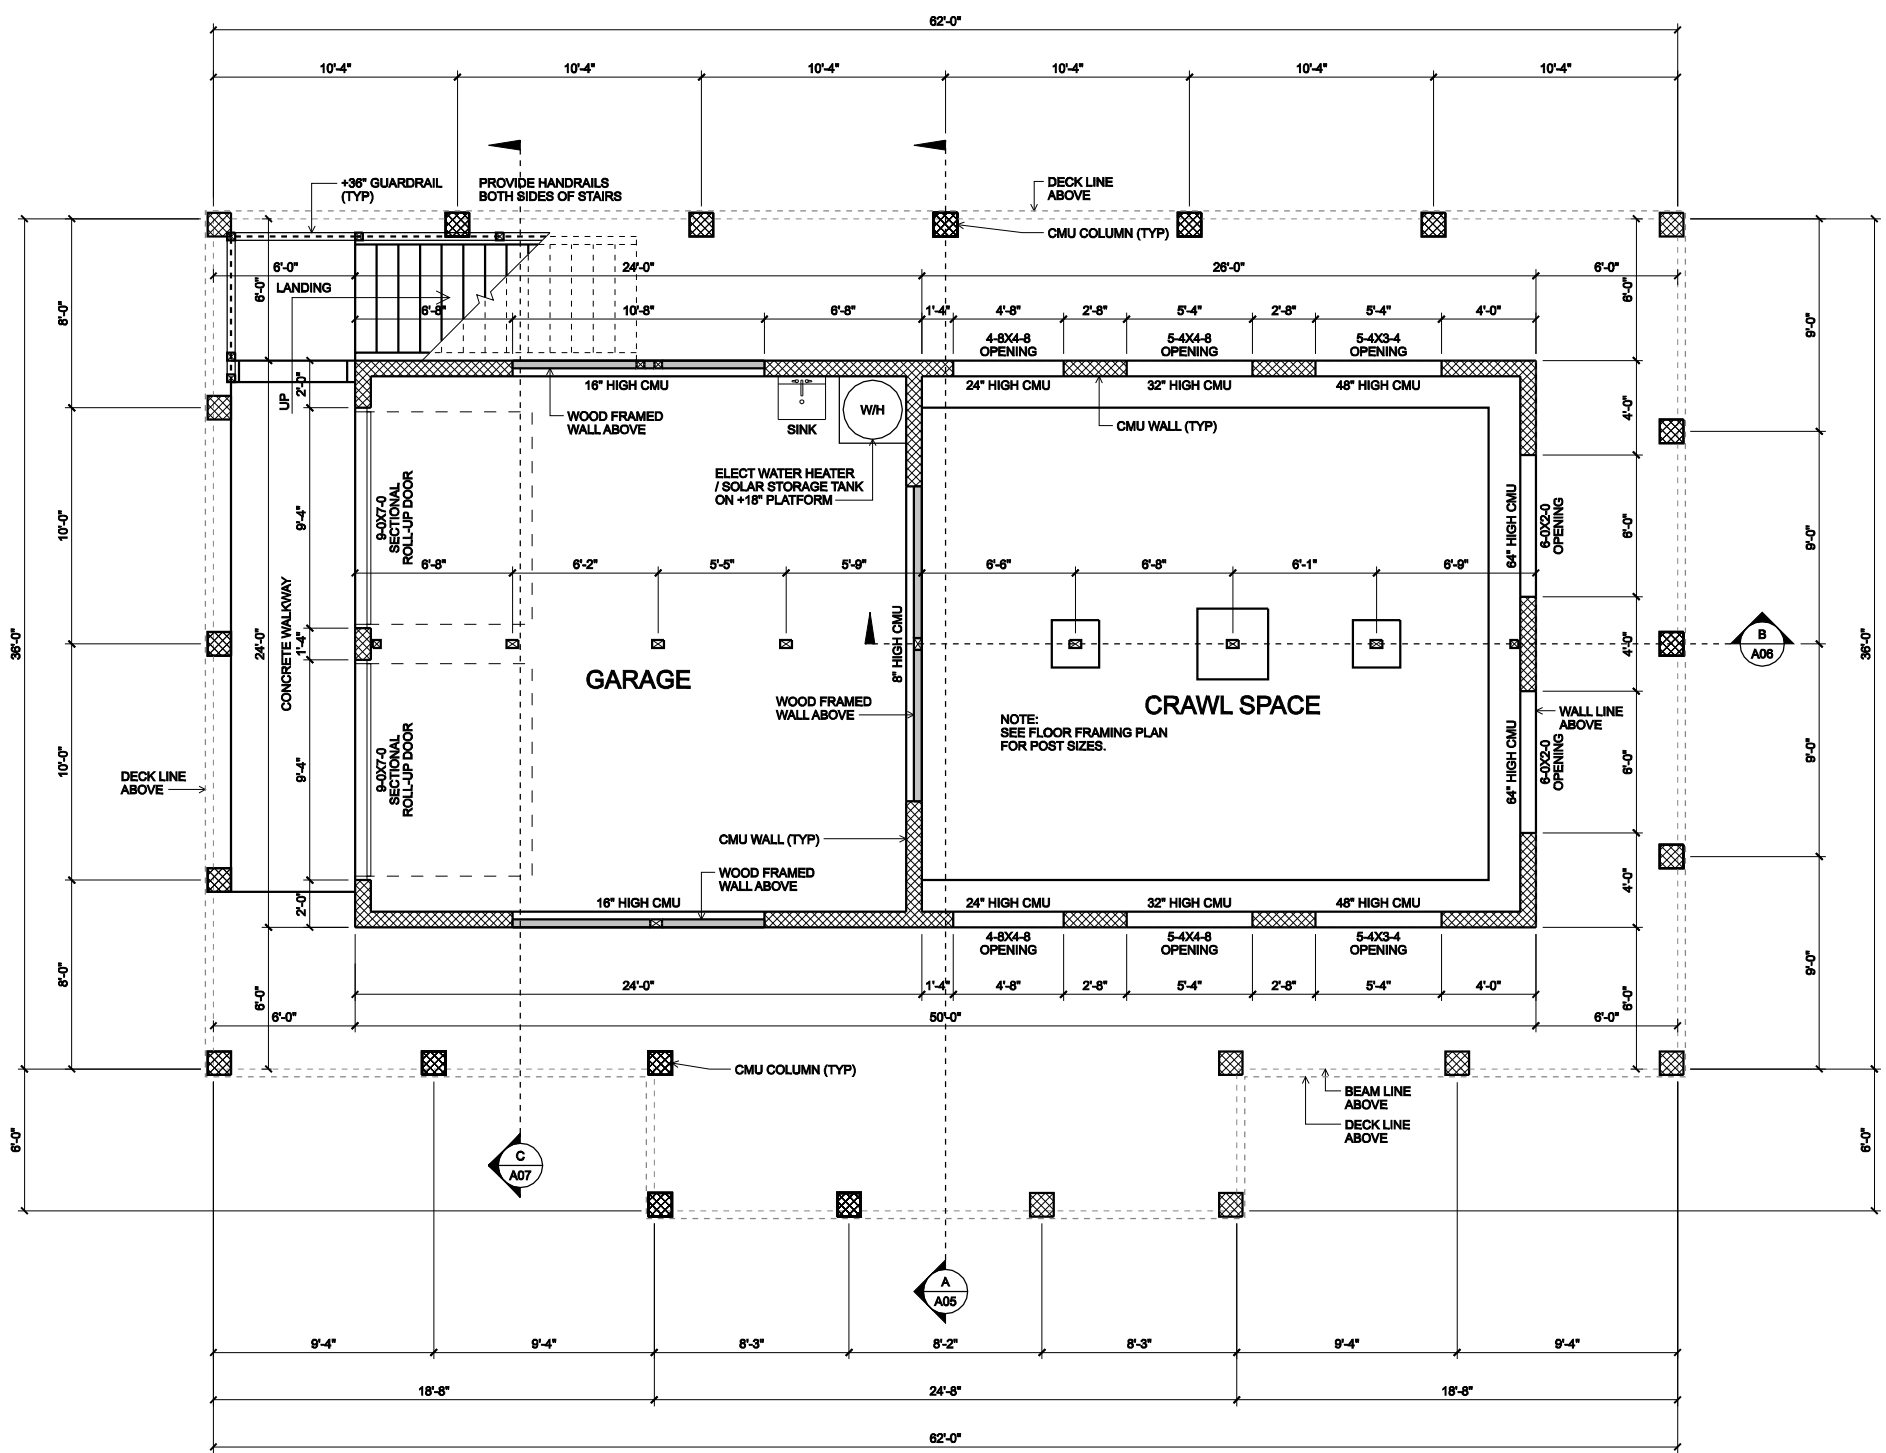 62'-0"
10'-4"
10'-4"
10'-4"
10'-4"
10'-4"
10'-4"
+36" GUARDRAIL
(TYP)
PROVIDE HANDRAILS
BOTH SIDES OF STAIRS
DECK LINE
ABOVE
CMU COLUMN (TYP)
6'-0"
24'-0"
26'-0"
6'-0"
6'-0"
LANDING
6'-8"
10'-8"
6'-8"
1'-4"
4'-8"
2'-8"
5'-4"
2'-8"
5'-4"
4'-0"
6'-0"
8'-0"
9'-0"
4-8X4-8
OPENING
5-4X4-8
OPENING
5-4X3-4
OPENING
16" HIGH CMU
24" HIGH CMU
32" HIGH CMU
48" HIGH CMU
2'-0"
UP
WOOD FRAMED
WALL ABOVE
SINK
W/H
CMU WALL (TYP)
4'-0"
ELECT WATER HEATER
/ SOLAR STORAGE TANK
ON +18" PLATFORM
9-0X7-0
SECTIONAL
ROLL-UP DOOR
9'-4"
10'-0"
64" HIGH CMU
6-0X2-0
OPENING
6'-0"
9'-0"
6'-8"
6'-2"
5'-5"
5'-9"
6'-6"
6'-8"
6'-1"
6'-9"
36'-0"
24'-0"
CONCRETE WALKWAY
1'-4"
8" HIGH CMU
4'-0"
B
A06
36'-0"
GARAGE
CRAWL SPACE
WOOD FRAMED
WALL ABOVE
NOTE:
SEE FLOOR FRAMING PLAN
FOR POST SIZES.
WALL LINE
ABOVE
DECK LINE
ABOVE
10'-0"
9'-4"
9-0X7-0
SECTIONAL
ROLL-UP DOOR
64" HIGH CMU
6-0X2-0
OPENING
6'-0"
9'-0"
CMU WALL (TYP)
WOOD FRAMED
WALL ABOVE
4'-0"
2'-0"
16" HIGH CMU
24" HIGH CMU
32" HIGH CMU
48" HIGH CMU
4-8X4-8
OPENING
5-4X4-8
OPENING
5-4X3-4
OPENING
8'-0"
9'-0"
24'-0"
1'-4"
4'-8"
2'-8"
5'-4"
2'-8"
5'-4"
4'-0"
6'-0"
6'-0"
6'-0"
50'-0"
6'-0"
CMU COLUMN (TYP)
BEAM LINE
ABOVE
DECK LINE
ABOVE
6'-0"
6'-0"
C
A07
A
A05
9'-4"
9'-4"
8'-3"
8'-2"
8'-3"
9'-4"
9'-4"
18'-8"
24'-8"
18'-8"
62'-0"